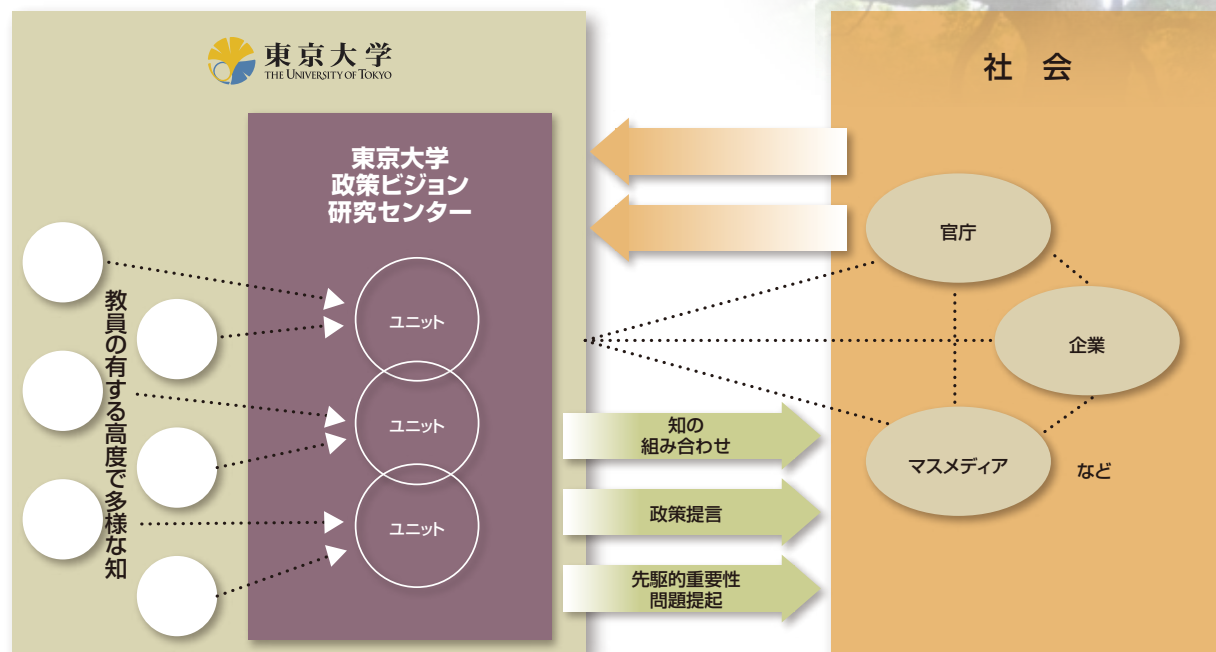 東京大学
THE UNIVERSITY OF TOKYO
東京大学
政策ビジョン
研究センター
教員の有する高度で多様な知
ユニット
ユニット
ユニット
知の
組み合わせ
政策提言
先駆的重要性
問題提起
社 会
官庁
企業
マスメディア
など